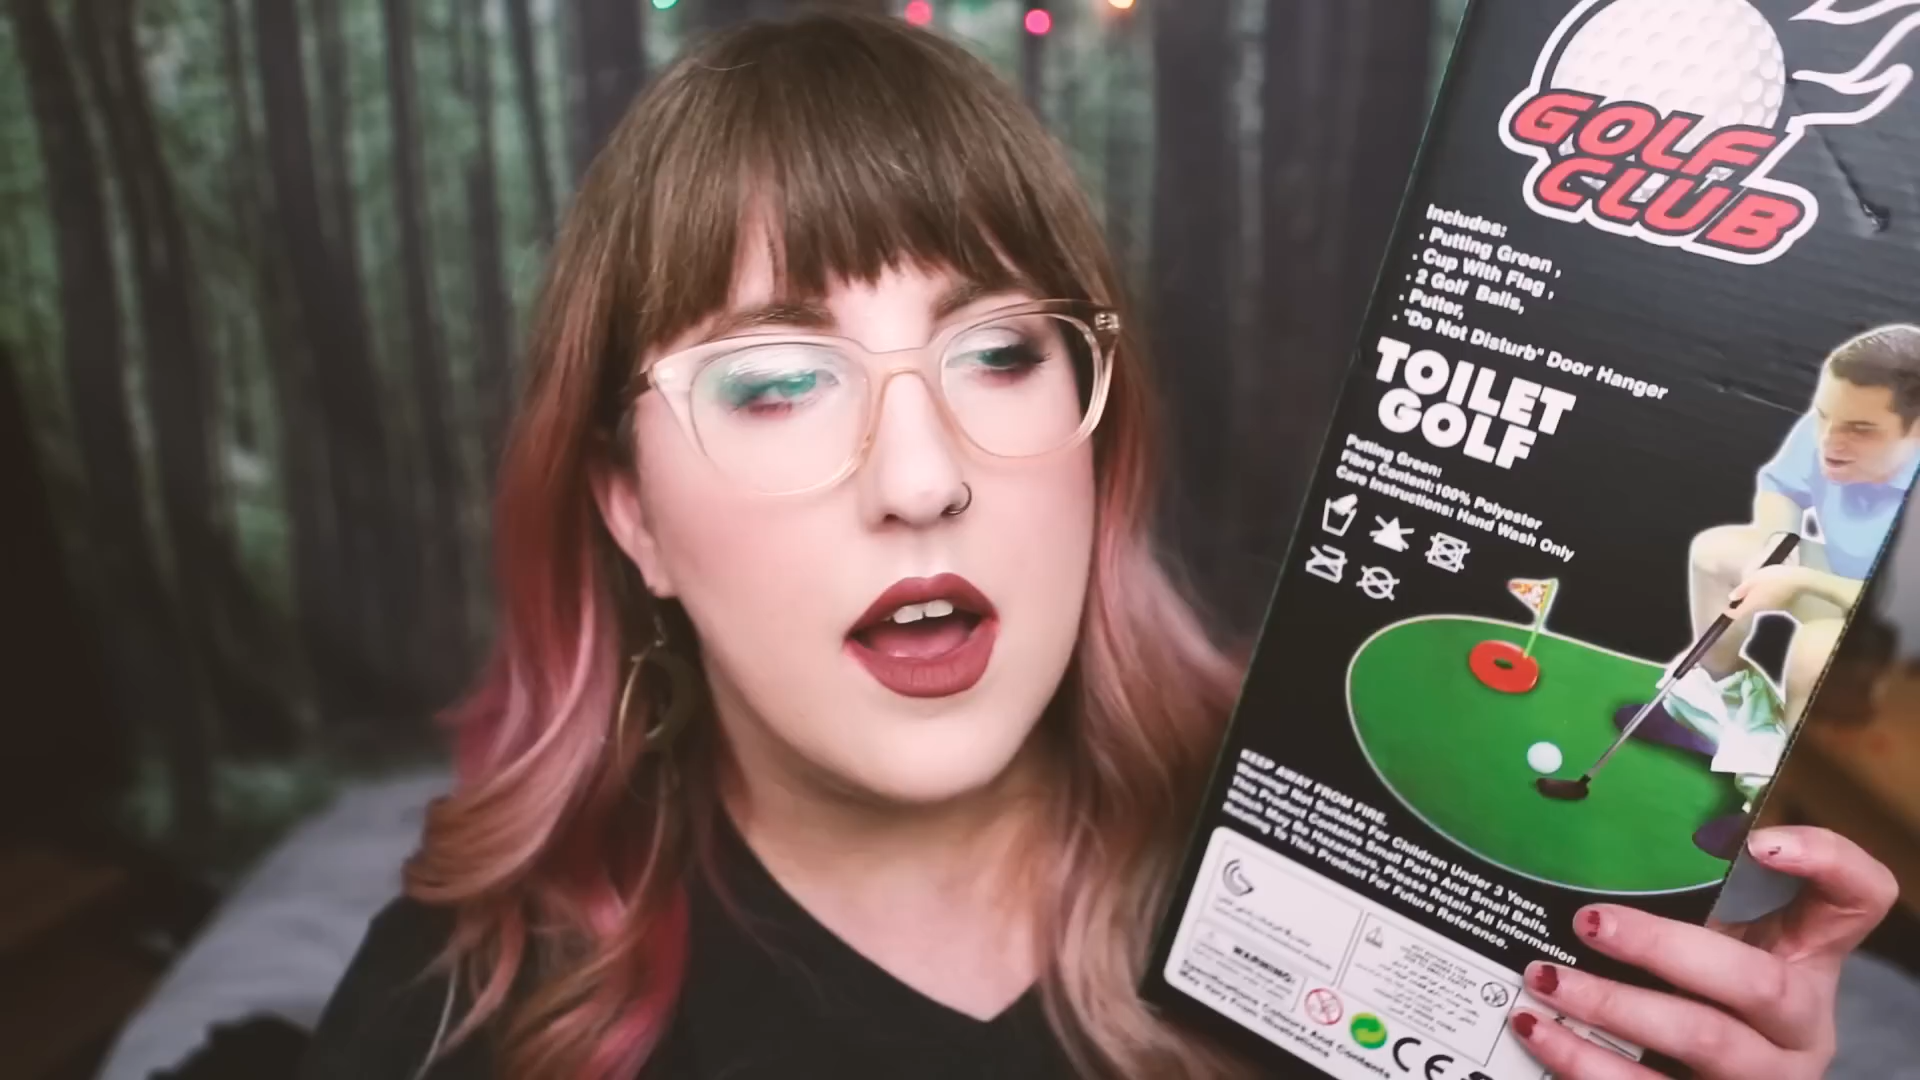 GOLF
CLUB
Includes:
. Putting Green ,
. Cup With Flag ,
. 2 Golf Balls,
. Putter,
. "Do Not Disturb" Door Hanger
TOILET
GOLF
Putting Green:
Fibre Content:100% Polyester
Care Instructions: Hand Wash Only
KEEP AWAY FROM FIRE.
Warning! Not Suitable For Children Under 3 Years.
This Product Contains Small Parts And Small Balls,
Which May Be Hazardous, Please Retain All Information
Relating To This Product For Future Reference.
WARNING:
Specifications Colours And Contents
May Vary From Illustrations
CE